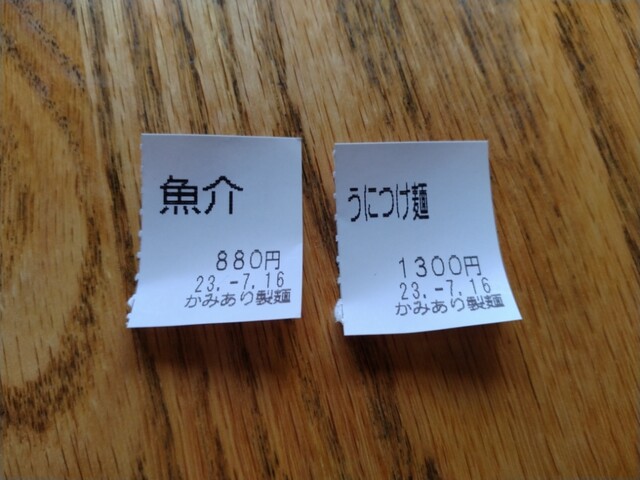 魚介
880円
23.-7.16
かみあり製麺
うにつけ麺
1300円
23.-7.16
かみあり製麺